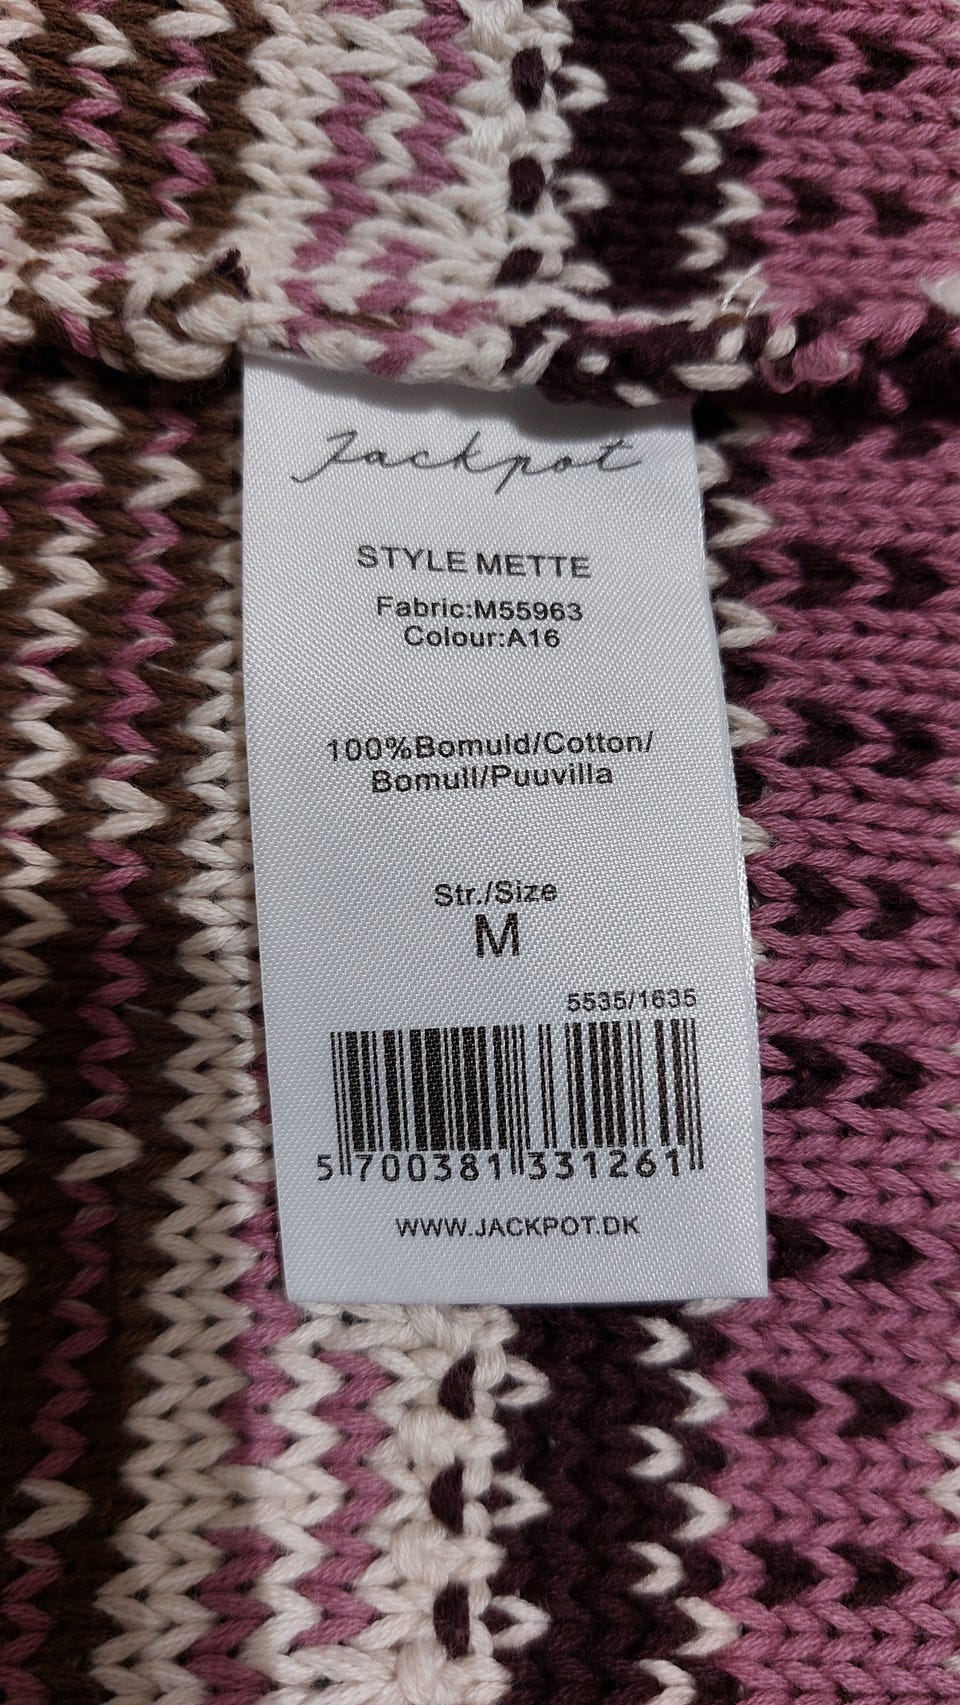 Jackpot
STYLE METTE
Fabric:M55963
Colour:A16
100%Bomuld/Cotton/
Bomull/Puuvilla
Str./Size
M
5535/1635
5 700381 331261
WWW.JACKPOT.DK